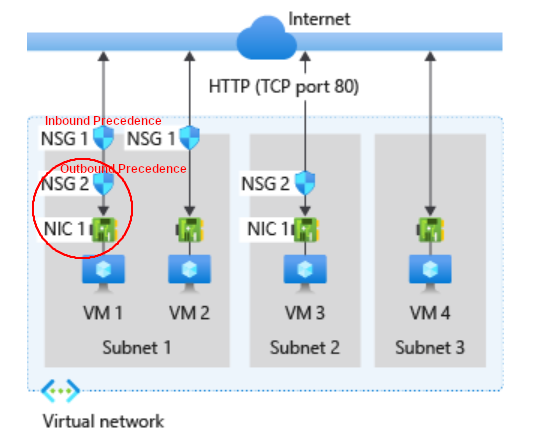 Internet
HTTP (TCP port 80)
Inbound Precedence
NSG 1 NSG 1
Outbound Precedence
NSG 2 NSG 2
NIC 1 NIC 1
VM 1 VM 2 VM 3 VM 4
Subnet 1 Subnet 2 Subnet 3
Virtual network